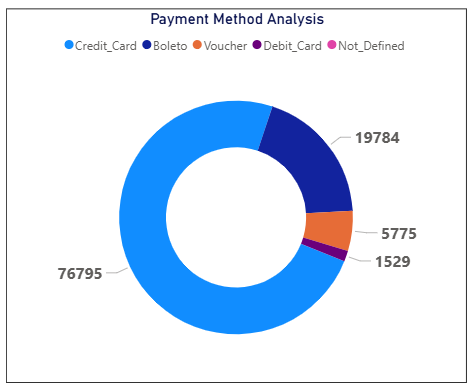 Payment Method Analysis
Credit_Card Boleto Voucher Debit_Card Not_Defined
19784
5775
1529
76795